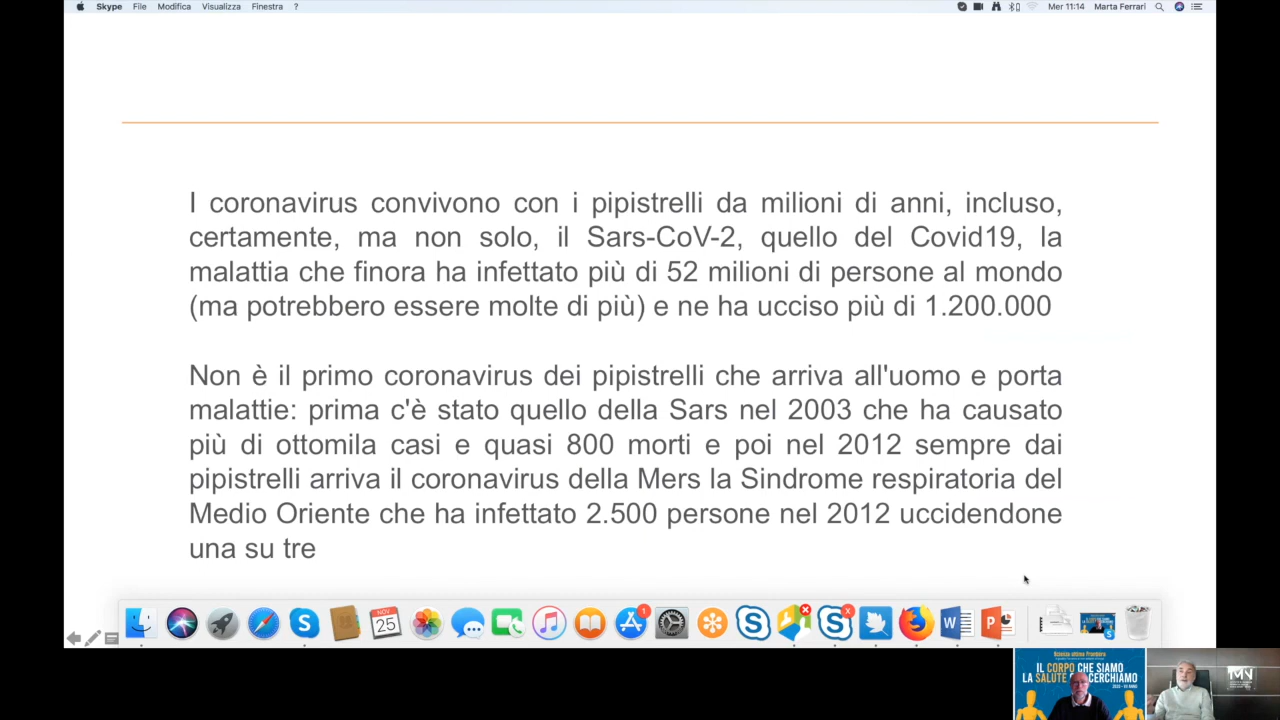 Skype File Modifica Visualizza Finestra ? Mer 11:14 Marta Ferrari
I coronavirus convivono con i pipistrelli da milioni di anni, incluso,
certamente, ma non solo, il Sars-CoV-2, quello del Covid19, la
malattia che finora ha infettato più di 52 milioni di persone al mondo
(ma potrebbero essere molte di più) e ne ha ucciso più di 1.200.000
Non è il primo coronavirus dei pipistrelli che arriva all'uomo e porta
malattie: prima c'è stato quello della Sars nel 2003 che ha causato
più di ottomila casi e quasi 800 morti e poi nel 2012 sempre dai
pipistrelli arriva il coronavirus della Mers la Sindrome respiratoria del
Medio Oriente che ha infettato 2.500 persone nel 2012 uccidendone
una su tre
NOV
25
1
IL CORPO CHE SIAMO
LA SALUTE CERCHIAMO